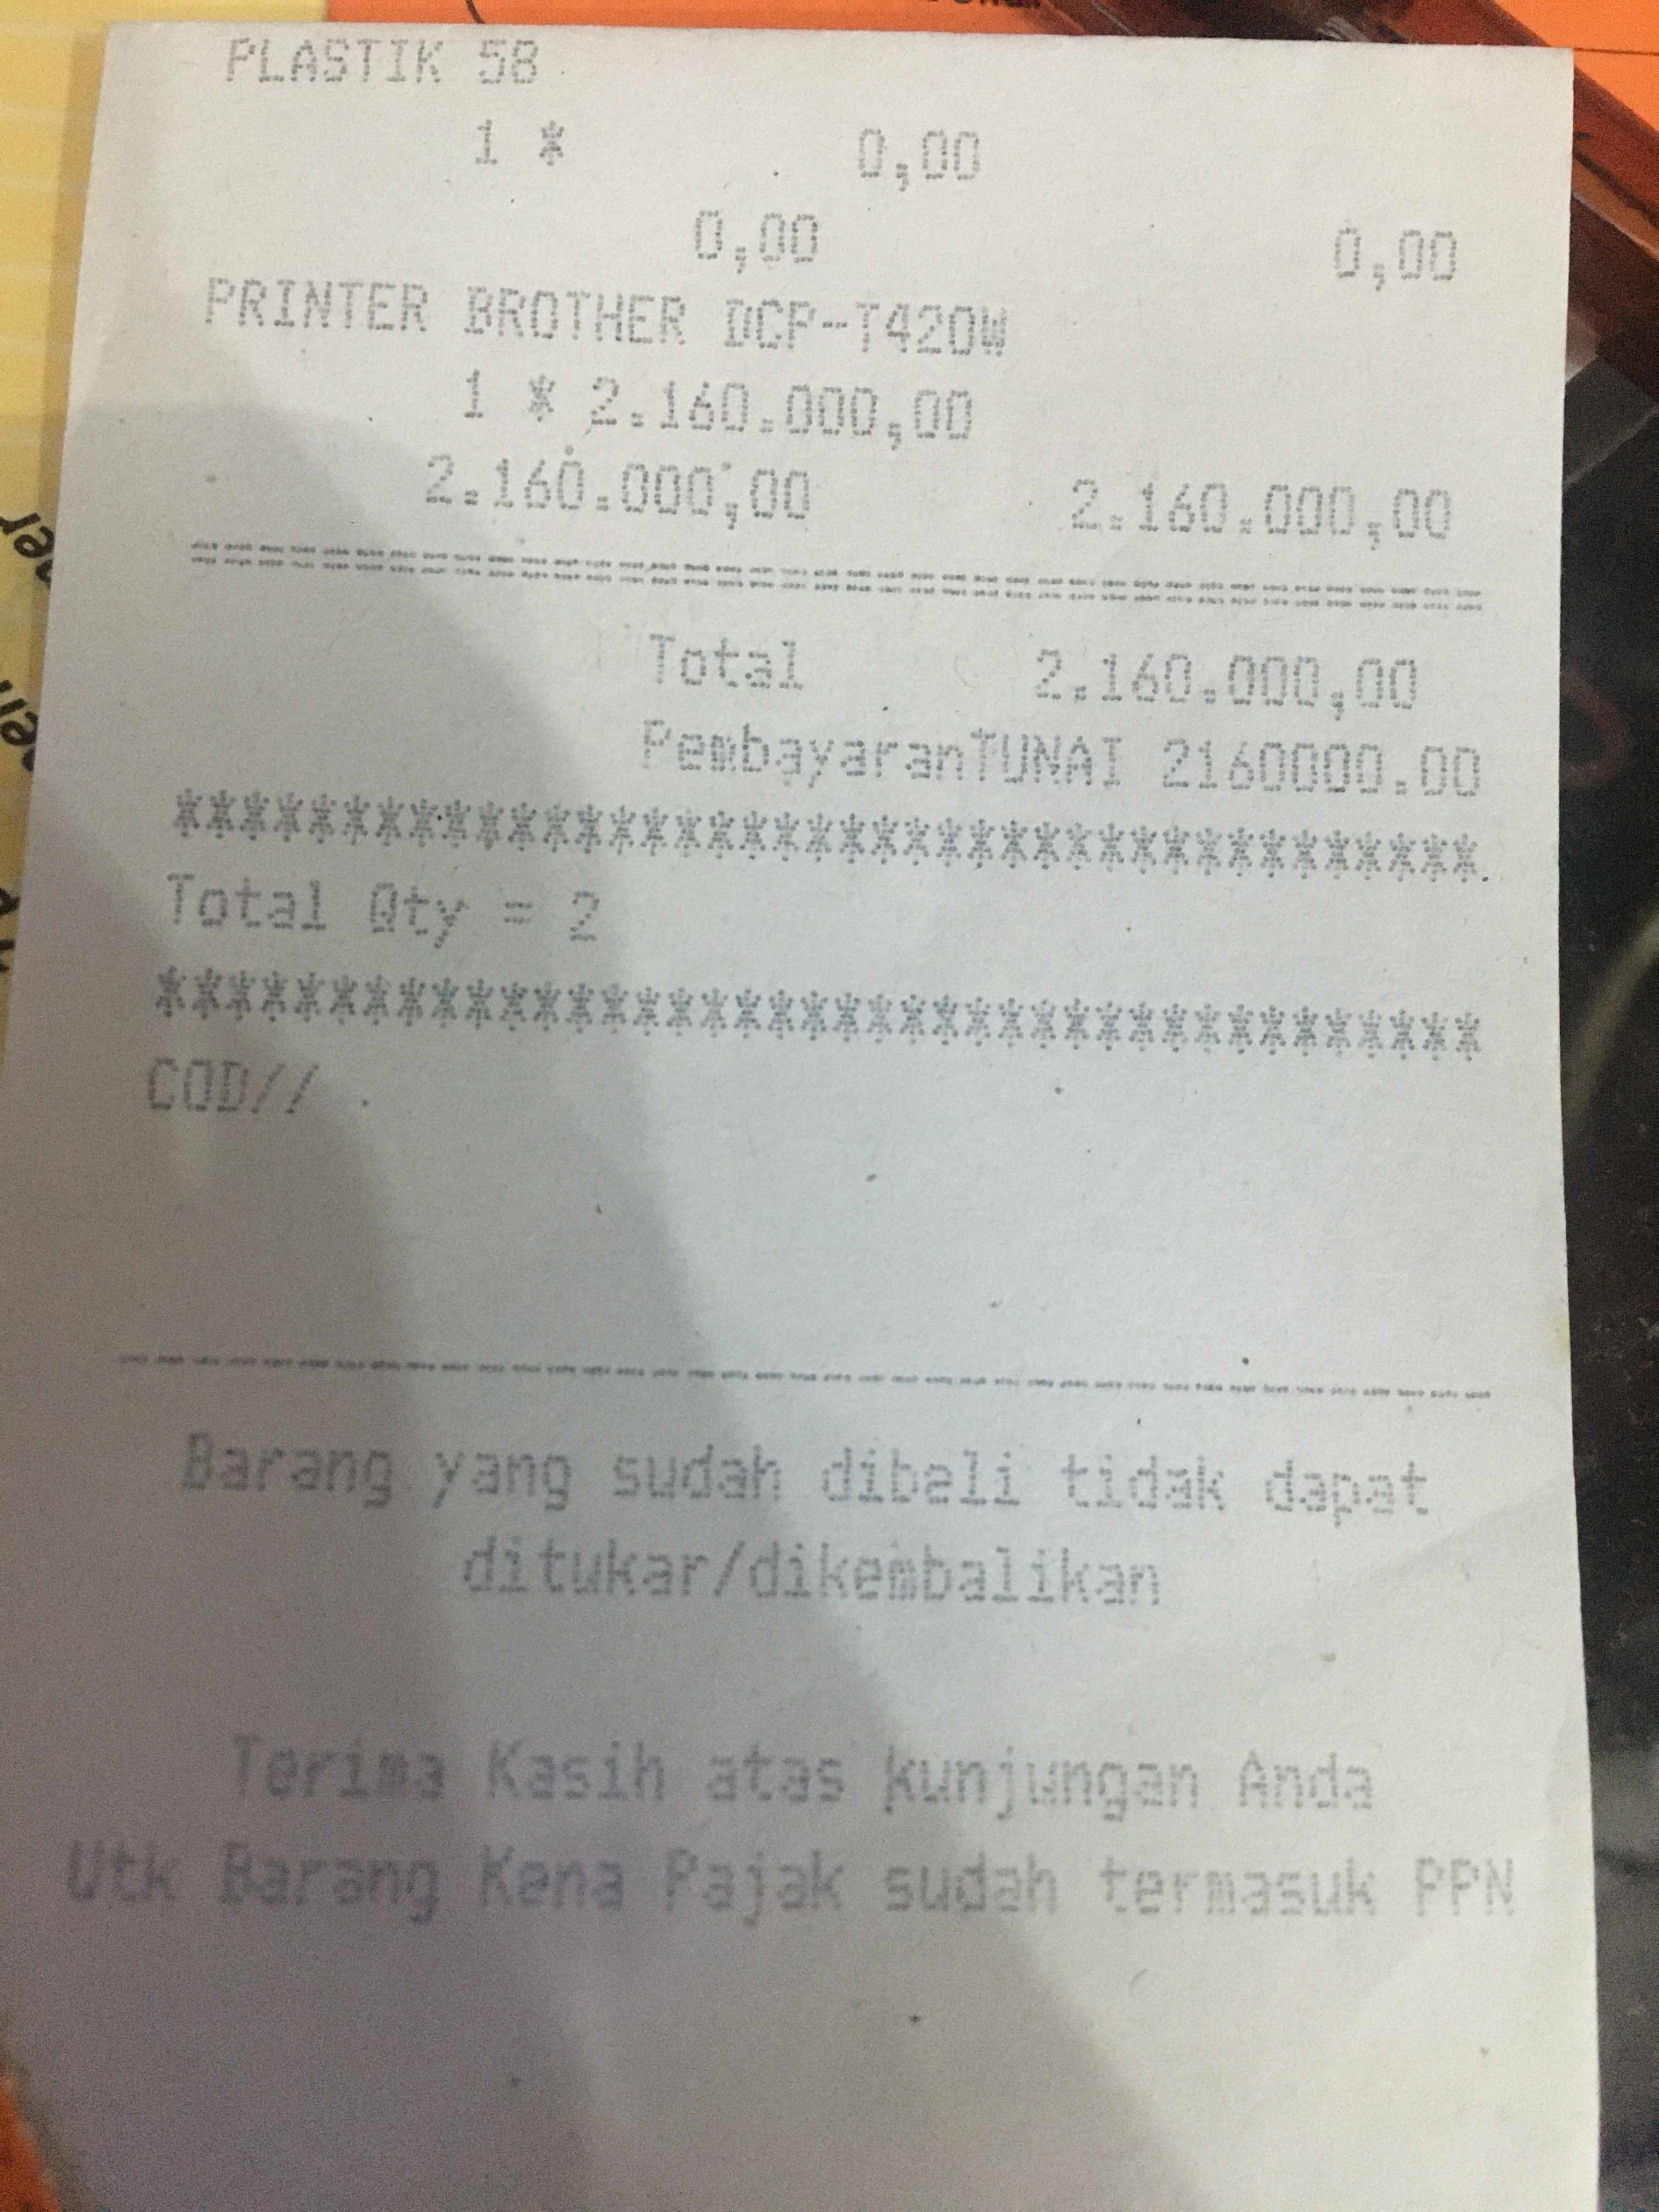 PLASTIK 58
1 * 0,00
0,00 0,00
PRINTER BROTHER DCP-T420W
1 * 2.160.000,00
2.160.000,00 2.160.000,00
Total 2.160.000,00
PembayaranTUNAI 2160000.00
***************************************
Total Qty = 2
***************************************
COD//
Barang yang sudah dibeli tidak dapat
ditukar/dikembalikan
Terima Kasih atas kunjungan Anda
Utk Barang Kena Pajak sudah termasuk PPN